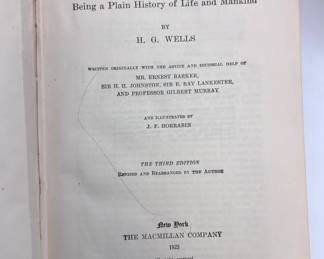 Being a Plain History of Life and Mankind
BY
H. G. WELLS
WRITTEN ORIGINALLY WITH THE ADVICE AND EDITORIAL HELP OF
MR. ERNEST BARKER,
SIR H. H. JOHNSTON, SIR E. RAY LANKESTER,
AND PROFESSOR GILBERT MURRAY
AND ILLUSTRATED BY
J. F. HORRABIN
THE THIRD EDITION
REVISED AND REARRANGED BY THE AUTHOR
New York
THE MACMILLAN COMPANY